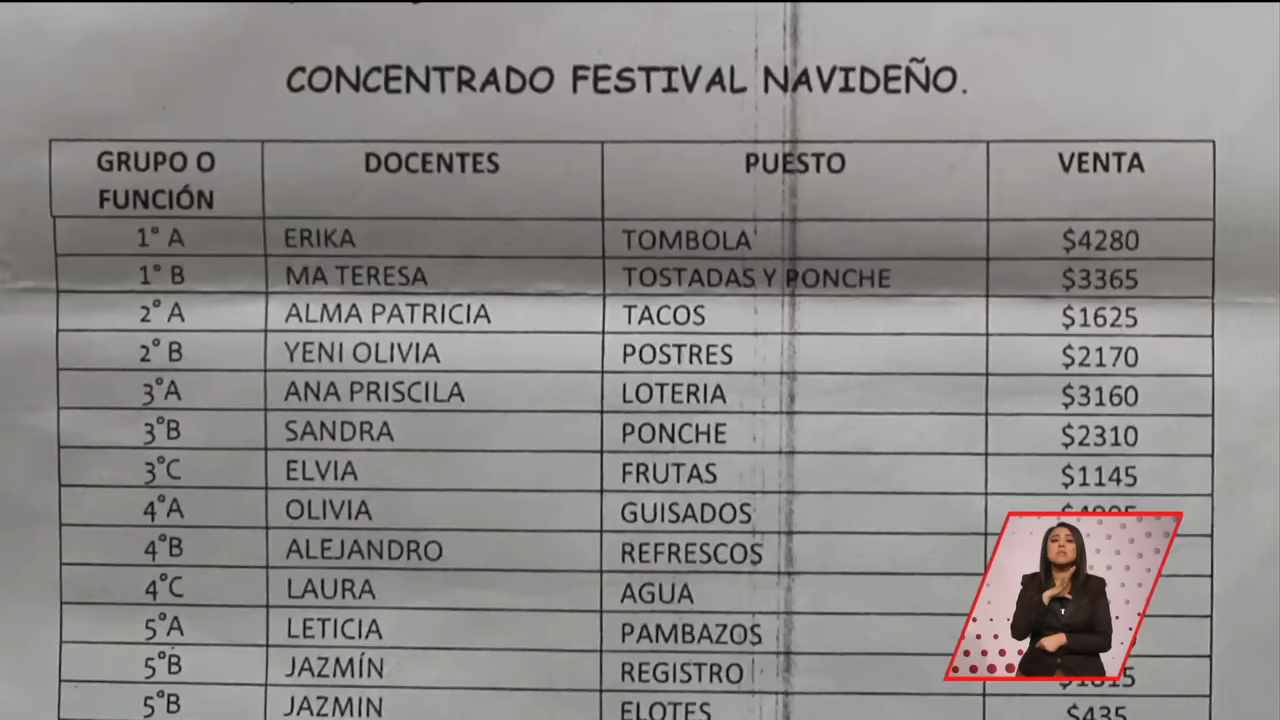 CONCENTRADO FESTIVAL NAVIDEÑO.
GRUPO O FUNCIÓN DOCENTES PUESTO VENTA
1° A ERIKA TOMBOLA $4280
1° B MA TERESA TOSTADAS Y PONCHE $3365
2° A ALMA PATRICIA TACOS $1625
2° B YENI OLIVIA POSTRES $2170
3°A ANA PRISCILA LOTERIA $3160
3°B SANDRA PONCHE $2310
3°C ELVIA FRUTAS $1145
4°A OLIVIA GUISADOS
4°B ALEJANDRO REFRESCOS
4°C LAURA AGUA
5°A LETICIA PAMBAZOS
5°B JAZMÍN REGISTRO
5°B JAZMIN ELOTES $435